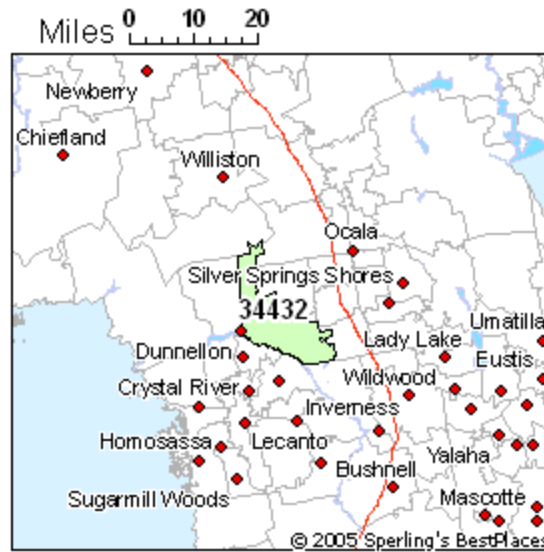 Miles 0 10 20
Newberry
Chiefland
Williston
Ocala
Silver Springs Shores
34432
Umatilla
Dunnellon
Lady Lake
Eustis
Crystal River
Wildwood
Inverness
Homosassa
Lecanto
Yalaha
Bushnell
Sugarmill Woods
Mascotte
© 2005 Sperling's BestPlaces